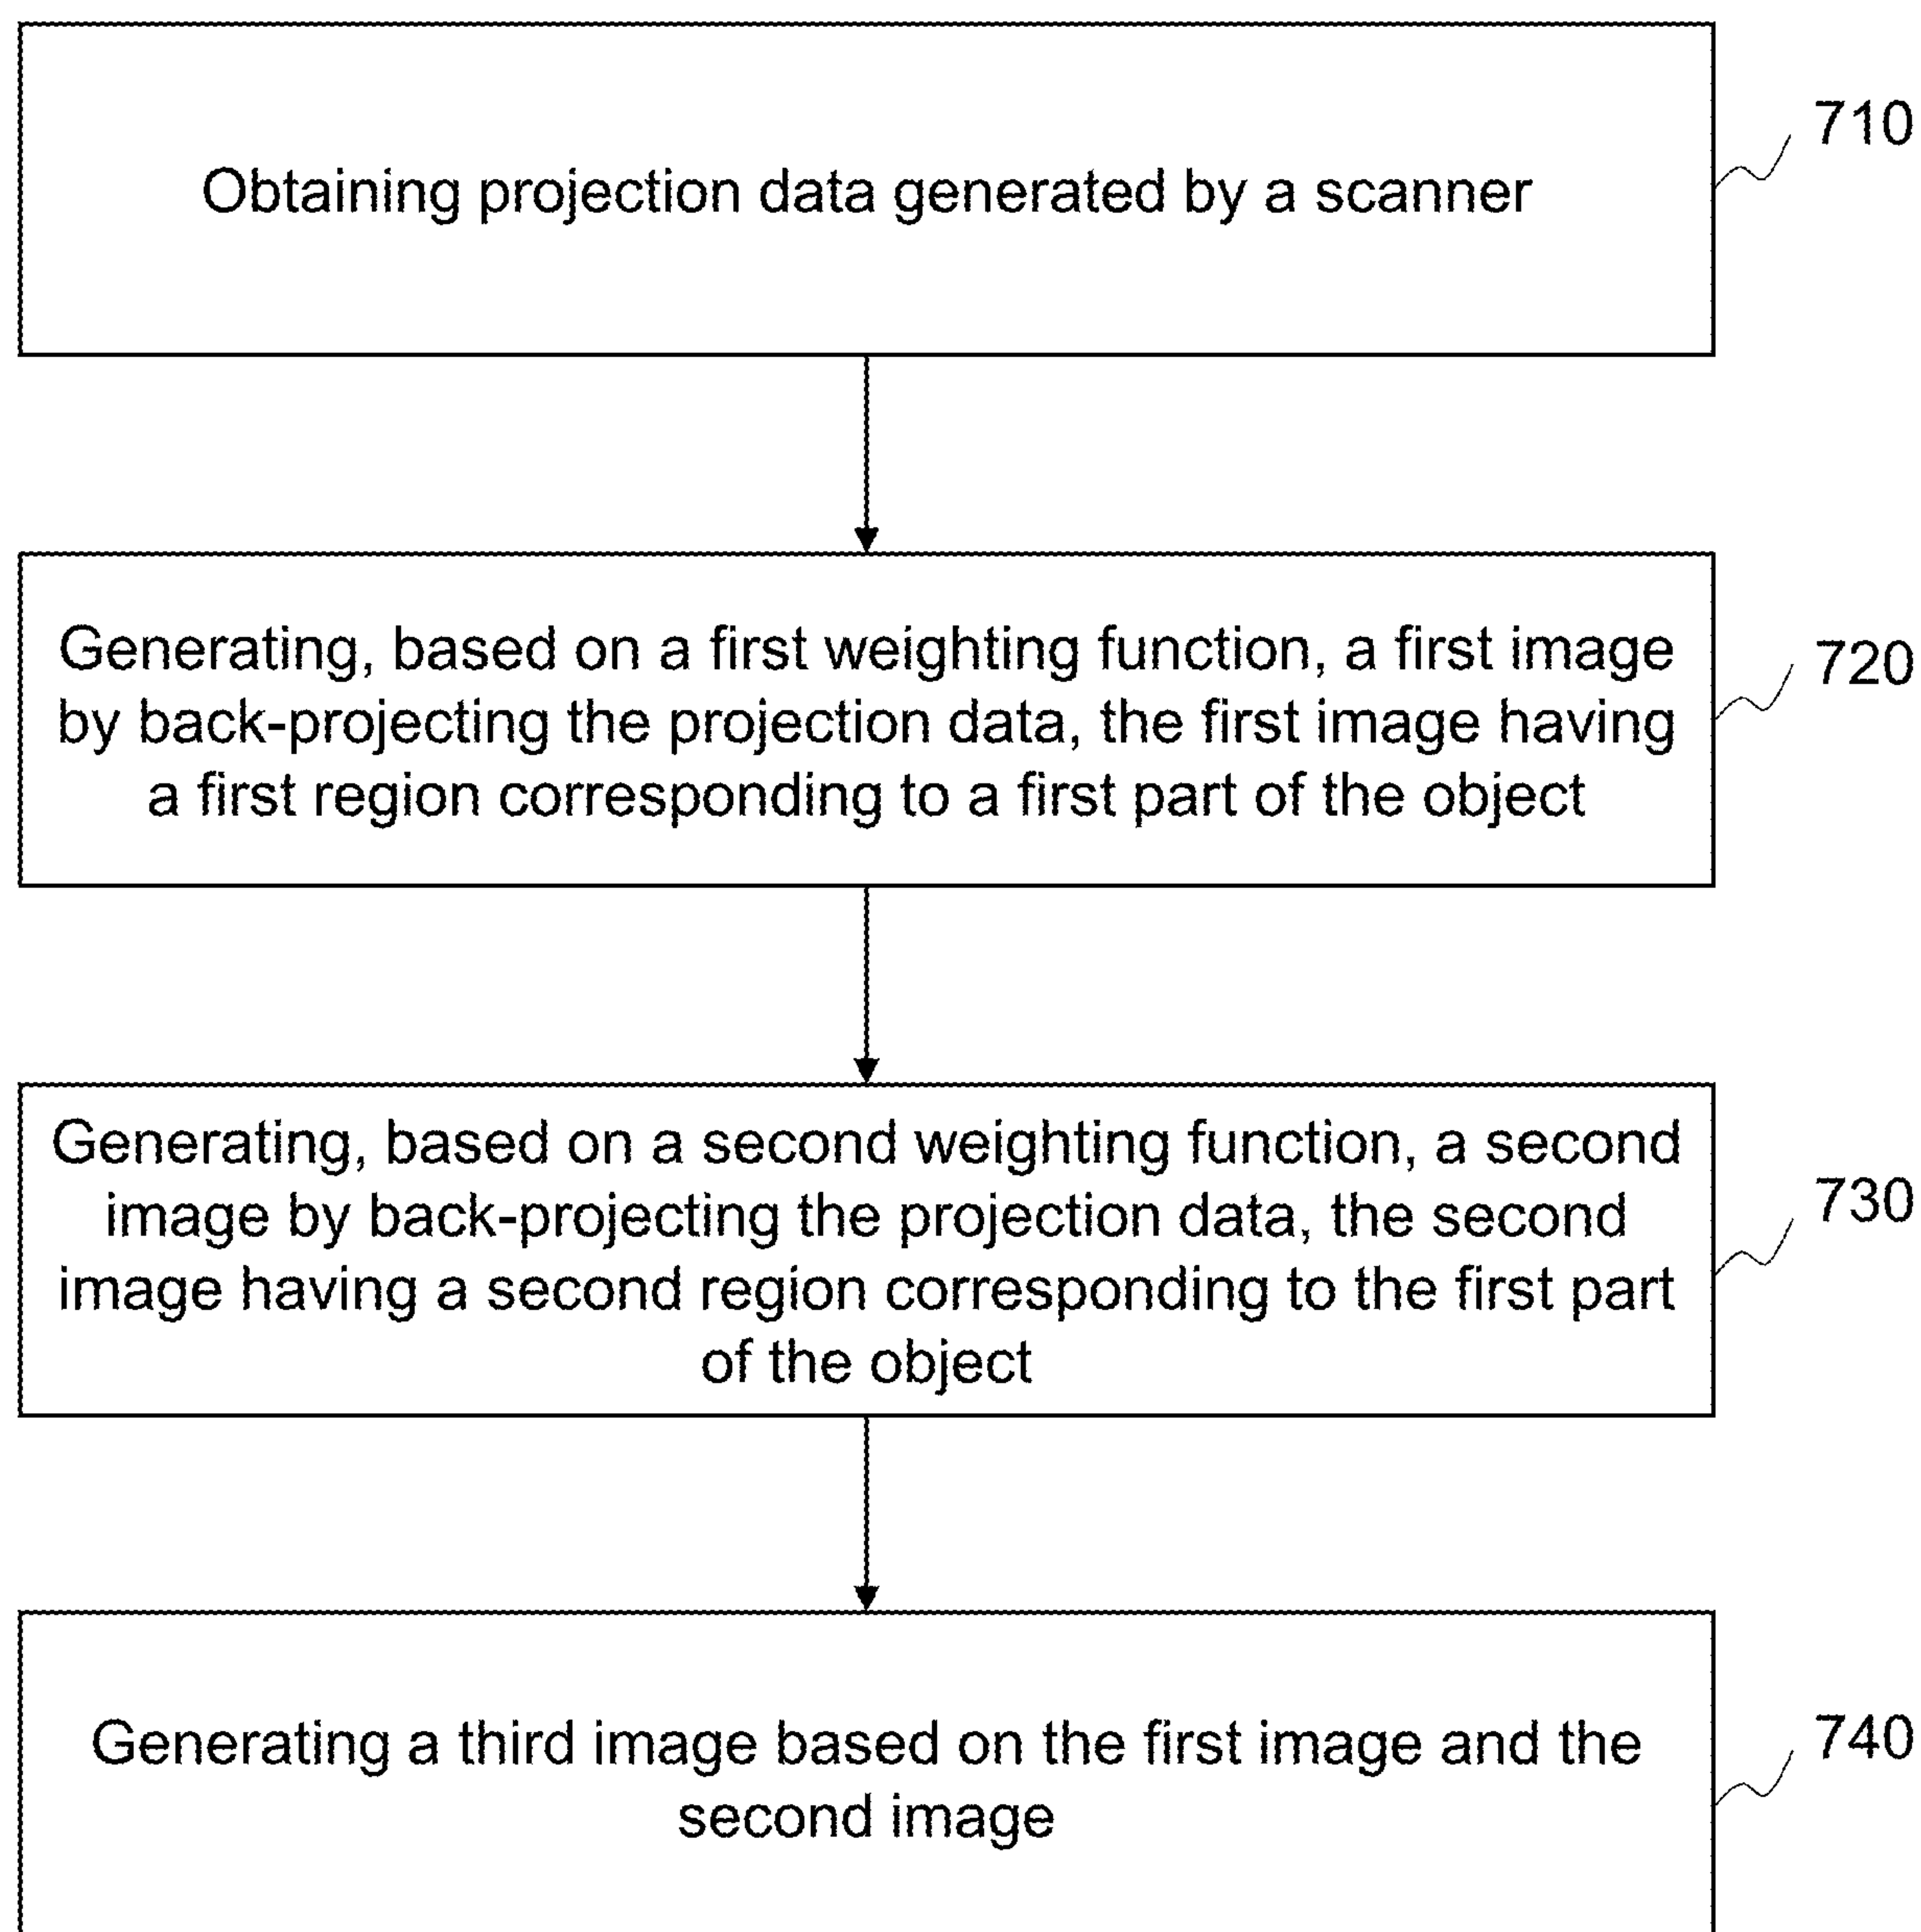 710
Obtaining projection data generated by a scanner
Generating, based on a first weighting function, a first image
720
by back-projecting the projection data, the first image having
a first region corresponding to a first part of the object
Generating, based on a second weighting function, a second
730
image by back-projecting the projection data, the second
image having a second region corresponding to the first part
of the object
740
Generating a third image based on the first image and the
second image